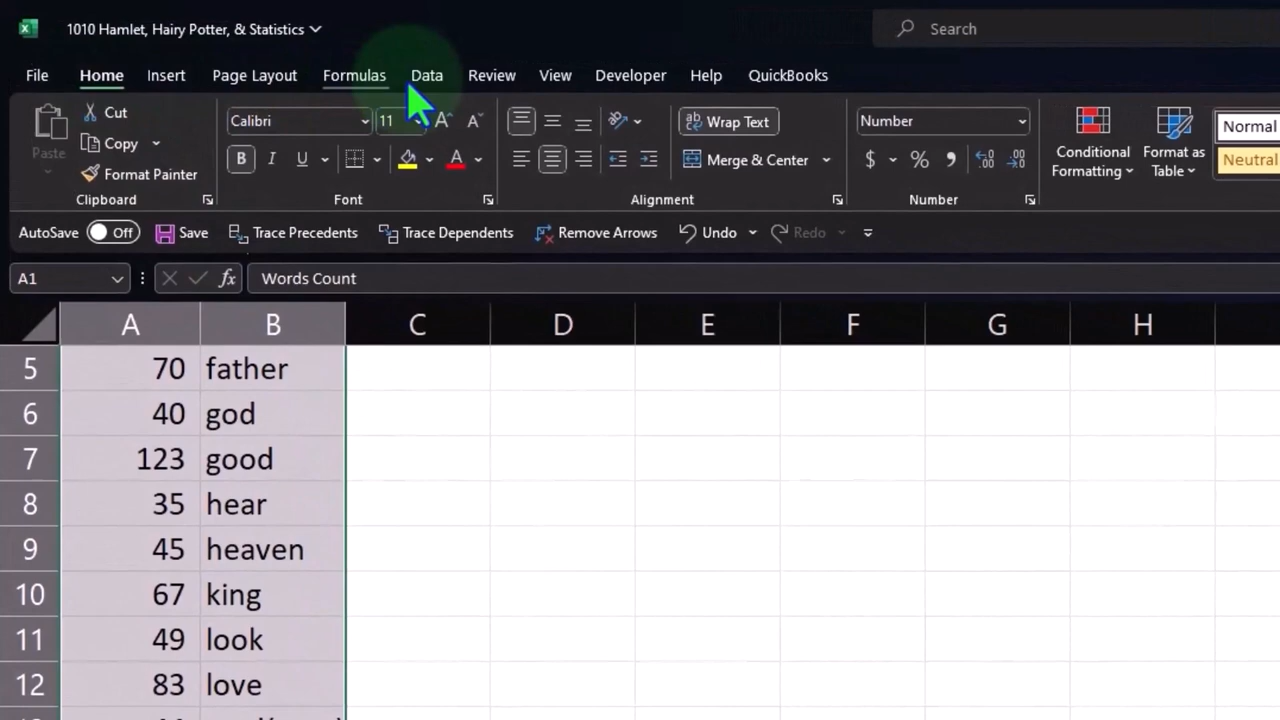 1010 Hamlet, Hairy Potter, & Statistics
Search
File Home Insert Page Layout Formulas Data Review View Developer Help QuickBooks
Paste
Cut
Copy
Format Painter
Clipboard
Calibri 11
B I U
Font
Wrap Text
Merge & Center
Alignment
Number
$ %
Number
Conditional Formatting
Format as Table
Normal
Neutral
AutoSave Off Save Trace Precedents Trace Dependents Remove Arrows Undo Redo
A1 fx Words Count
A B C D E F G H
5 70 father
6 40 god
7 123 good
8 35 hear
9 45 heaven
10 67 king
11 49 look
12 83 love